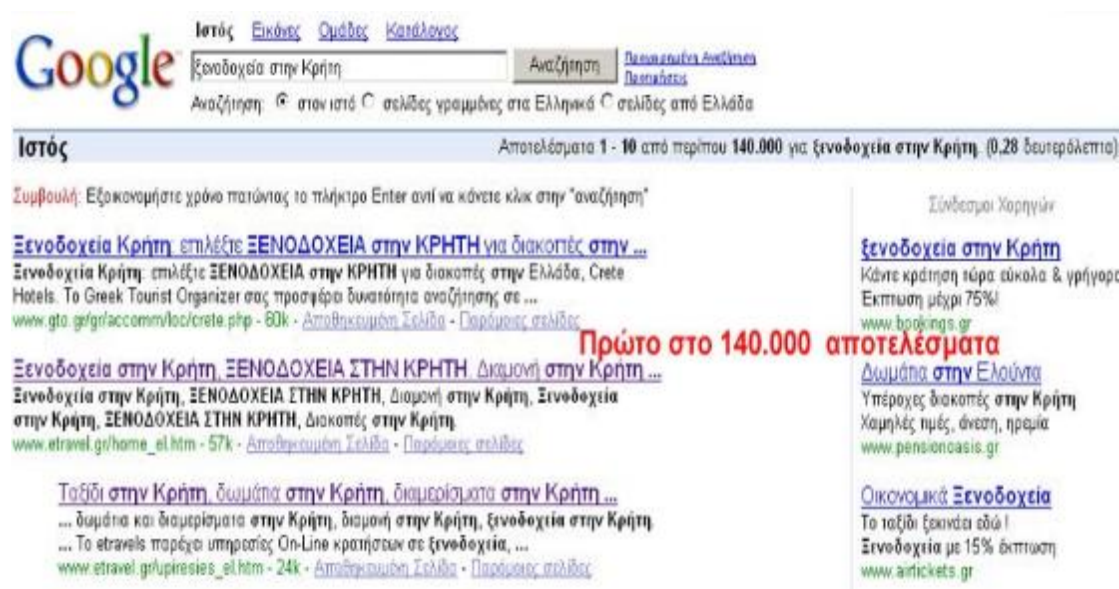 Ιστός Εικόνες Ομάδες Κατάλογος
Google
ξενοδοχεία στην Κρήτη Αναζήτηση Προχωρημένη Αναζήτηση
Προτιμήσεις
Αναζήτηση: στον ιστό σελίδες γραμμένες στα Ελληνικά σελίδες από Ελλάδα
Ιστός Αποτελέσματα 1 - 10 από περίπου 140.000 για ξενοδοχεία στην Κρήτη. (0,28 δευτερόλεπτα)
Συμβουλή: Εξοικονομήστε χρόνο πατώντας το πλήκτρο Enter αντί να κάνετε κλικ στην "αναζήτηση"
Ξενοδοχεία Κρήτη: επιλέξτε ΞΕΝΟΔΟΧΕΙΑ στην ΚΡΗΤΗ για διακοπές στην ...
Ξενοδοχεία Κρήτη: επιλέξτε ΞΕΝΟΔΟΧΕΙΑ στην ΚΡΗΤΗ για διακοπές στην Ελλάδα, Crete
Hotels. Το Greek Tourist Organizer σας προσφέρει δυνατότητα αναζήτησης σε ...
www.gto.gr/gr/accomm/loc/crete.php - 60k - Αποθηκευμένη Σελίδα - Παρόμοιες σελίδες
Πρώτο στο 140.000 αποτελέσματα
Ξενοδοχεία στην Κρήτη, ΞΕΝΟΔΟΧΕΙΑ ΣΤΗΝ ΚΡΗΤΗ, Διαμονή στην Κρήτη ...
Ξενοδοχεία στην Κρήτη, ΞΕΝΟΔΟΧΕΙΑ ΣΤΗΝ ΚΡΗΤΗ, Διαμονή στην Κρήτη, Ξενοδοχεία
στην Κρήτη, ΞΕΝΟΔΟΧΕΙΑ ΣΤΗΝ ΚΡΗΤΗ, Διακοπές στην Κρήτη.
www.etravel.gr/home_el.htm - 57k - Αποθηκευμένη Σελίδα - Παρόμοιες σελίδες
Ταξίδι στην Κρήτη, δωμάτια στην Κρήτη, διαμερίσματα στην Κρήτη ...
... δωμάτια και διαμερίσματα στην Κρήτη, διαμονή στην Κρήτη, ξενοδοχεία στην Κρήτη.
... Το etravels παρέχει υπηρεσίες On-Line κρατήσεων σε ξενοδοχεία, ...
www.etravel.gr/upiresies_el.htm - 24k - Αποθηκευμένη Σελίδα - Παρόμοιες σελίδες
Σύνδεσμοι Χορηγών
ξενοδοχεία στην Κρήτη
Κάντε κράτηση τώρα εύκολα & γρήγορα
Εκπτωση μέχρι 75%!
www.bookings.gr
Δωμάτια στην Ελούντα
Υπέροχες διακοπές στην Κρήτη
Χαμηλές τιμές, άνεση, ηρεμία
www.pensionoasis.gr
Οικονομικά Ξενοδοχεία
Το ταξίδι ξεκινάει εδώ !
Ξενοδοχεία με 15% έκπτωση
www.airtickets.gr